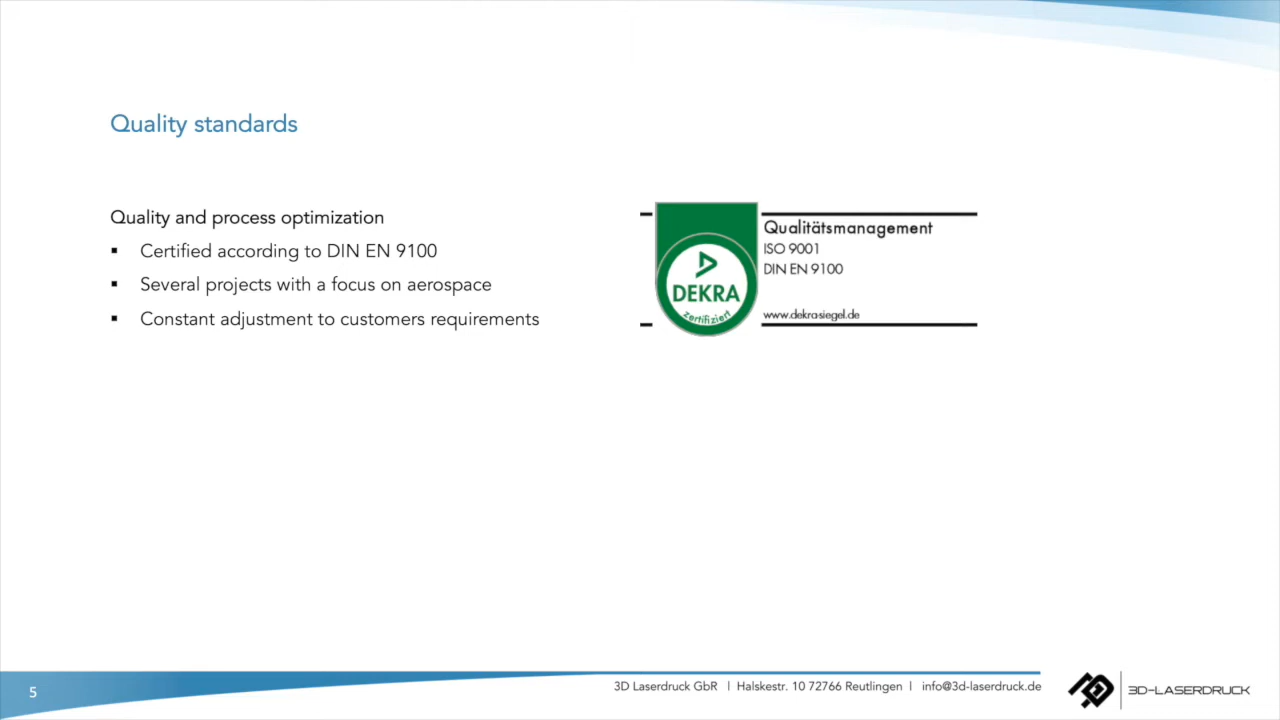 Quality standards
Quality and process optimization
▪ Certified according to DIN EN 9100
▪ Several projects with a focus on aerospace
▪ Constant adjustment to customers requirements
Qualitätsmanagement
ISO 9001
DIN EN 9100
DEKRA
zertifiziert
www.dekra-siegel.de
5
3D Laserdruck GbR | Halskestr. 10 72766 Reutlingen | info@3d-laserdruck.de
3D-LASERDRUCK